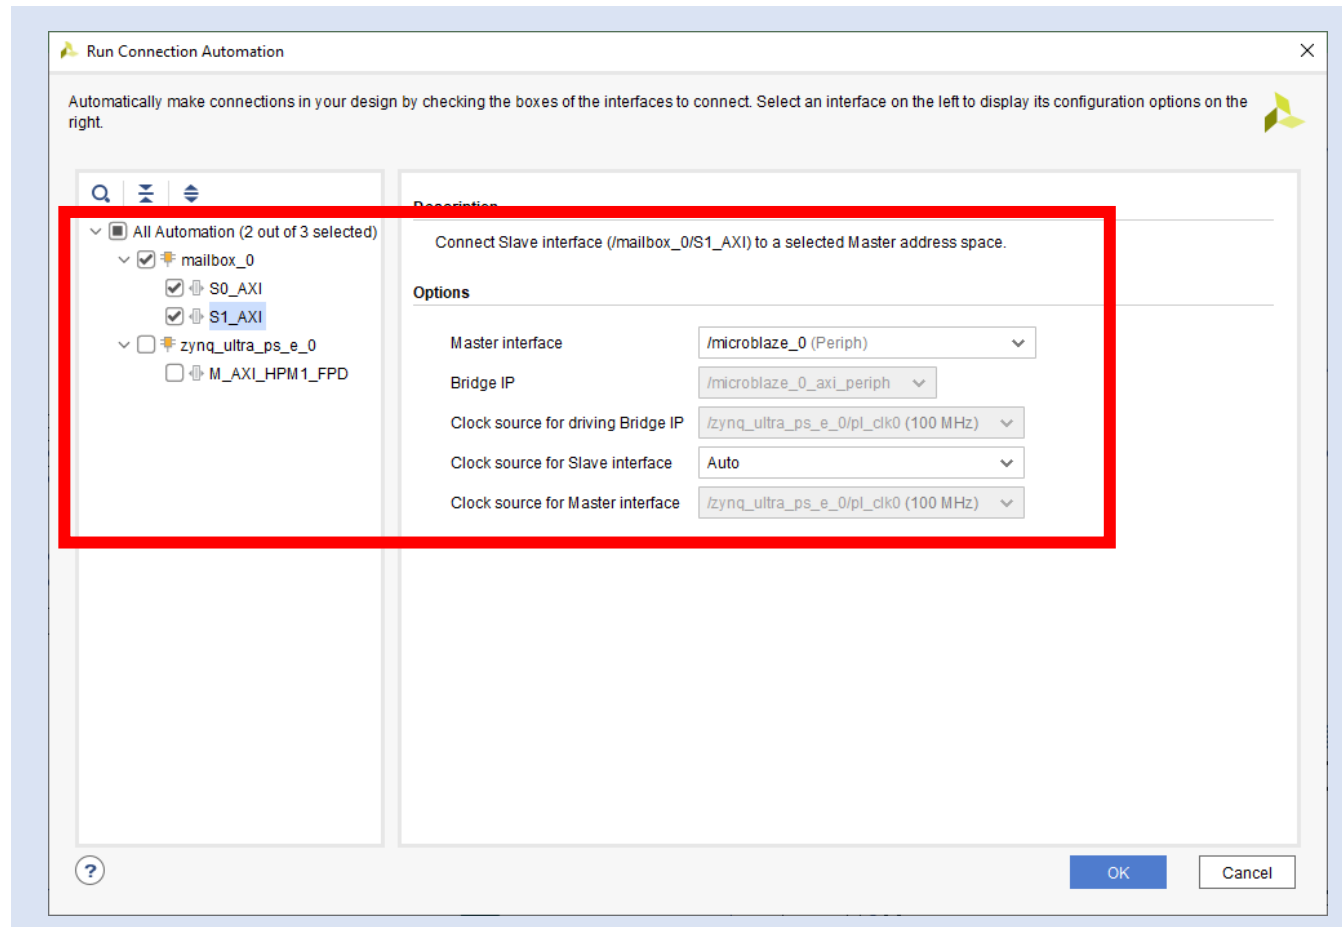 Run Connection Automation
Automatically make connections in your design by checking the boxes of the interfaces to connect. Select an interface on the left to display its configuration options on the
right.
Description
All Automation (2 out of 3 selected)
mailbox_0
S0_AXI
S1_AXI
zynq_ultra_ps_e_0
M_AXI_HPM1_FPD
Connect Slave interface (/mailbox_0/S1_AXI) to a selected Master address space.
Options
Master interface /microblaze_0 (Periph)
Bridge IP /microblaze_0_axi_periph
Clock source for driving Bridge IP /zynq_ultra_ps_e_0/pl_clk0 (100 MHz)
Clock source for Slave interface Auto
Clock source for Master interface /zynq_ultra_ps_e_0/pl_clk0 (100 MHz)
?
OK Cancel